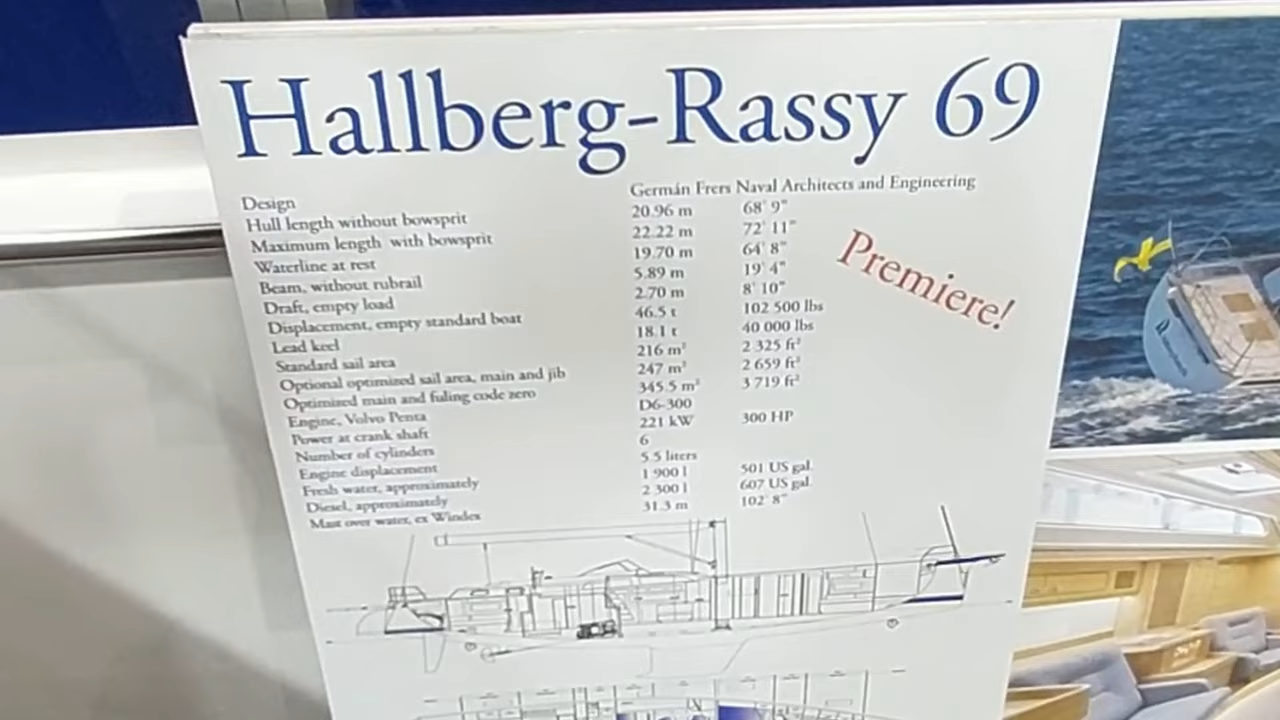 Hallberg-Rassy 69
Design Germán Frers Naval Architects and Engineering
Hull length without bowsprit 20.96 m 68' 9"
Maximum length with bowsprit 22.22 m 72' 11"
Waterline at rest 19.70 m 64' 8"
Beam, without rubrail 5.89 m 19' 4"
Draft, empty load 2.70 m 8' 10"
Displacement, empty standard boat 46.5 t 102 500 lbs
Lead keel 18.1 t 40 000 lbs
Standard sail area 216 m² 2 325 ft²
Optional optimized sail area, main and jib 247 m² 2 659 ft²
Optimized main and fuling code zero 345.5 m² 3 719 ft²
Engine, Volvo Penta D6-300
Power at crank shaft 221 kW 300 HP
Number of cylinders 6
Engine displacement 5.5 liters
Fresh water, approximately 1 900 l 501 US gal.
Diesel, approximately 2 300 l 607 US gal.
Mast over water, ex Windex 31.3 m 102' 8"
Premiere!